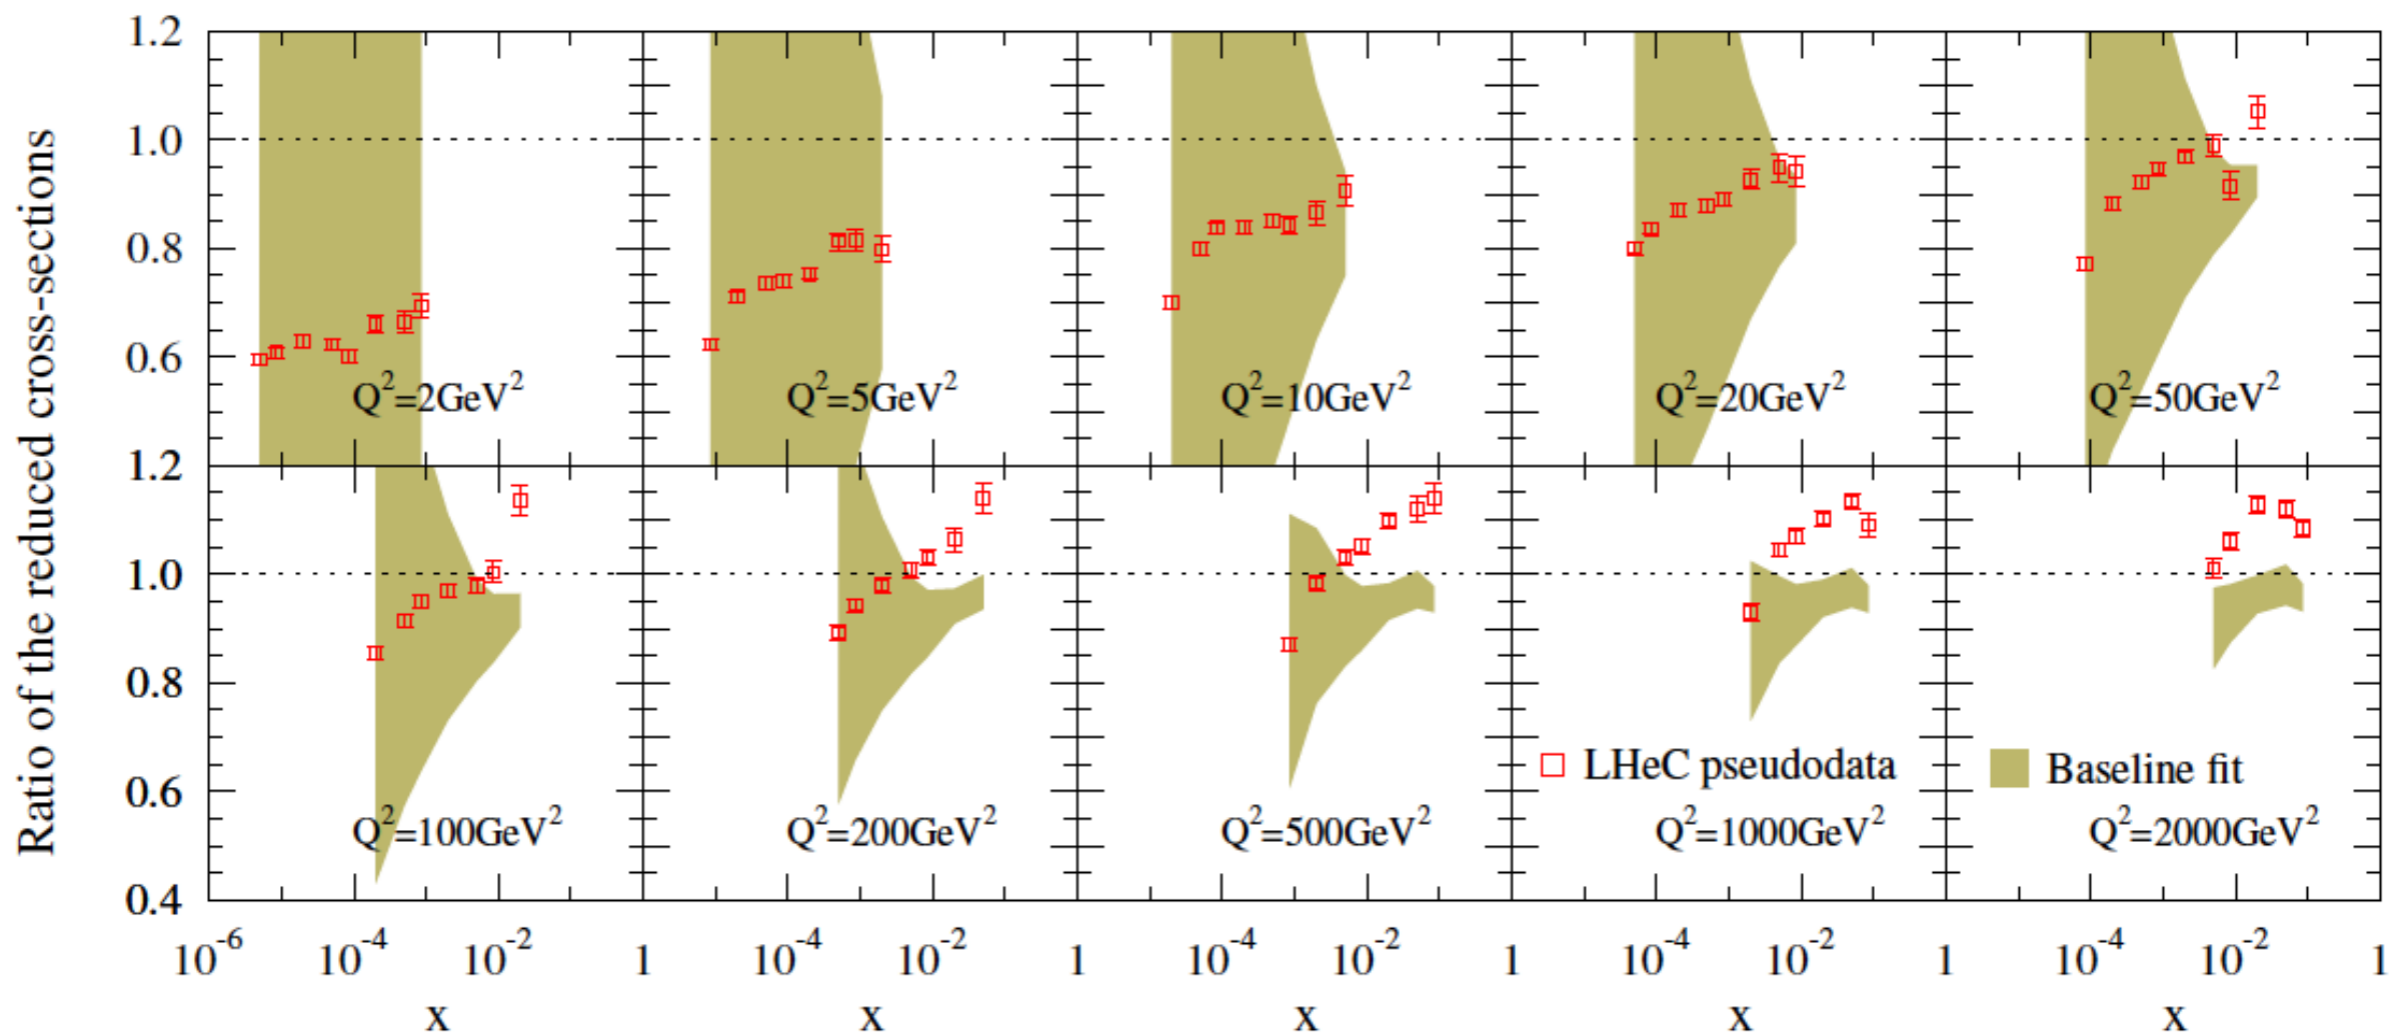 Ratio of the reduced cross-sections
1.2
1.0
0.8
0.6
Q²=2GeV²
Q²=5GeV²
Q²=10GeV²
Q²=20GeV²
Q²=50GeV²
1.2
1.0
0.8
0.6
0.4
LHeC pseudodata
Baseline fit
Q²=100GeV²
Q²=200GeV²
Q²=500GeV²
Q²=1000GeV²
Q²=2000GeV²
10⁻⁶ 10⁻⁴ 10⁻² 1 10⁻⁴ 10⁻² 1 10⁻⁴ 10⁻² 1 10⁻⁴ 10⁻² 1 10⁻⁴ 10⁻² 1
x x x x x